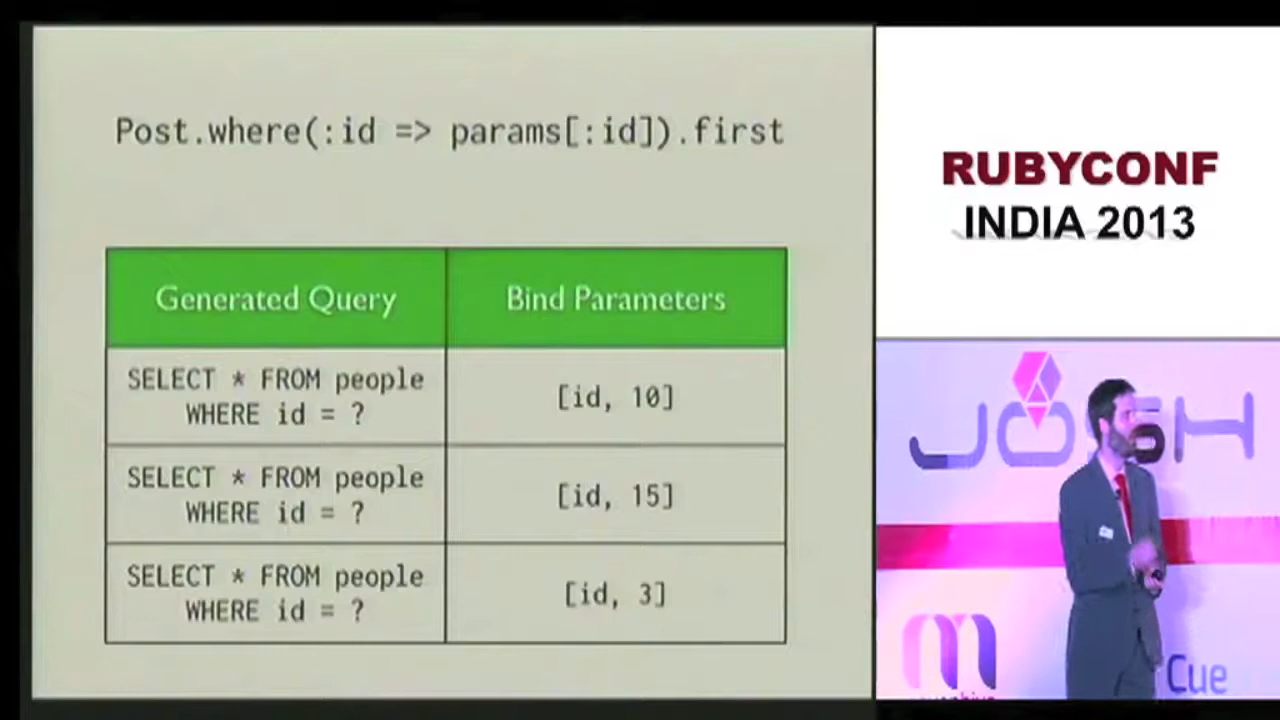 Post.where(:id => params[:id]).first
Generated Query
Bind Parameters
SELECT * FROM people
WHERE id = ?
[id, 10]
SELECT * FROM people
WHERE id = ?
[id, 15]
SELECT * FROM people
WHERE id = ?
[id, 3]
RUBYCONF
INDIA 2013
JOSH
m
Cue